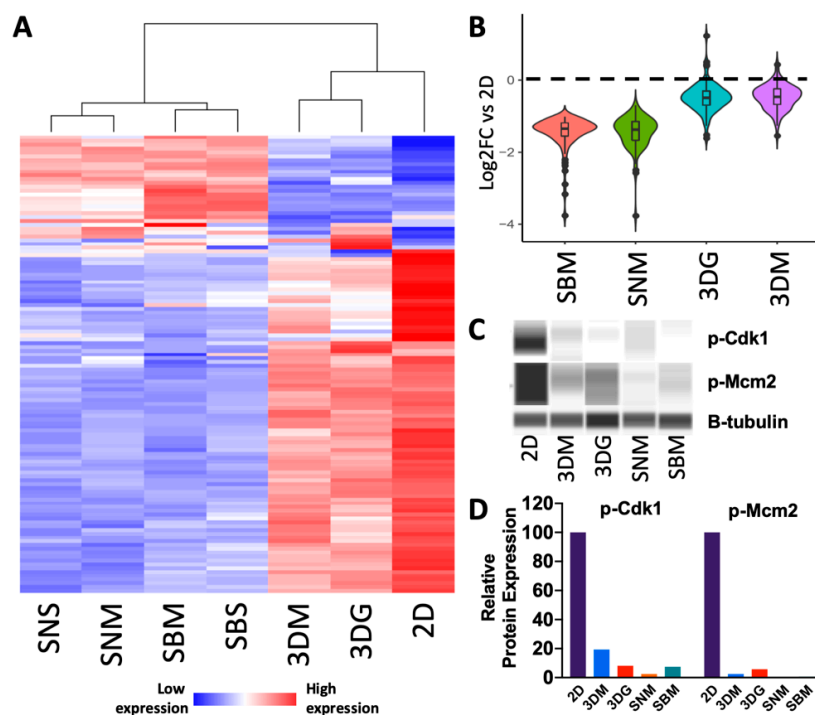 A
SNS SNM SBM SBS 3DM 3DG 2D
Low expression
High expression
B
Log2FC vs 2D
0
−2
−4
SBM SNM 3DG 3DM
C
p-Cdk1
p-Mcm2
B-tubulin
2D 3DM 3DG SNM SBM
D
p-Cdk1 p-Mcm2
Relative
Protein Expression
120
100
80
60
40
20
0
2D 3DM 3DG SNM SBM 2D 3DM 3DG SNM SBM